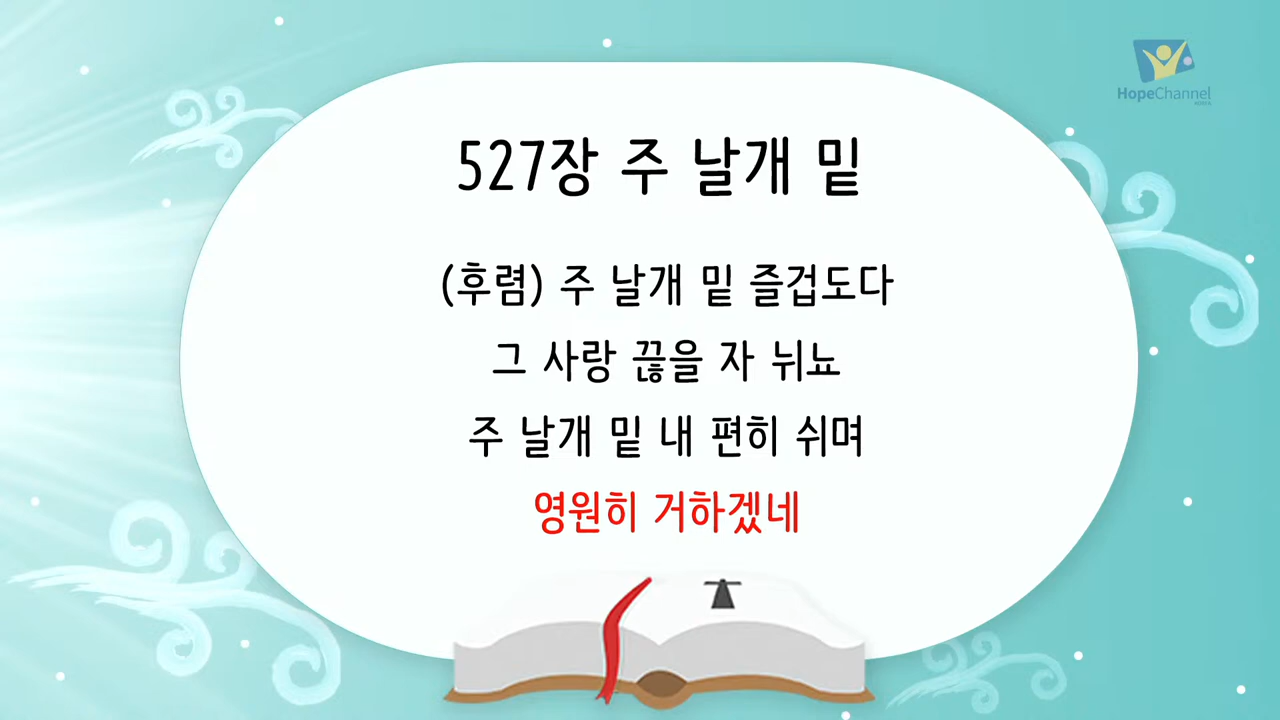 HopeChannel
KOREA
527장 주 날개 밑
(후렴) 주 날개 밑 즐겁도다
그 사랑 끊을 자 뉘뇨
주 날개 밑 내 편히 쉬며
영원히 거하겠네